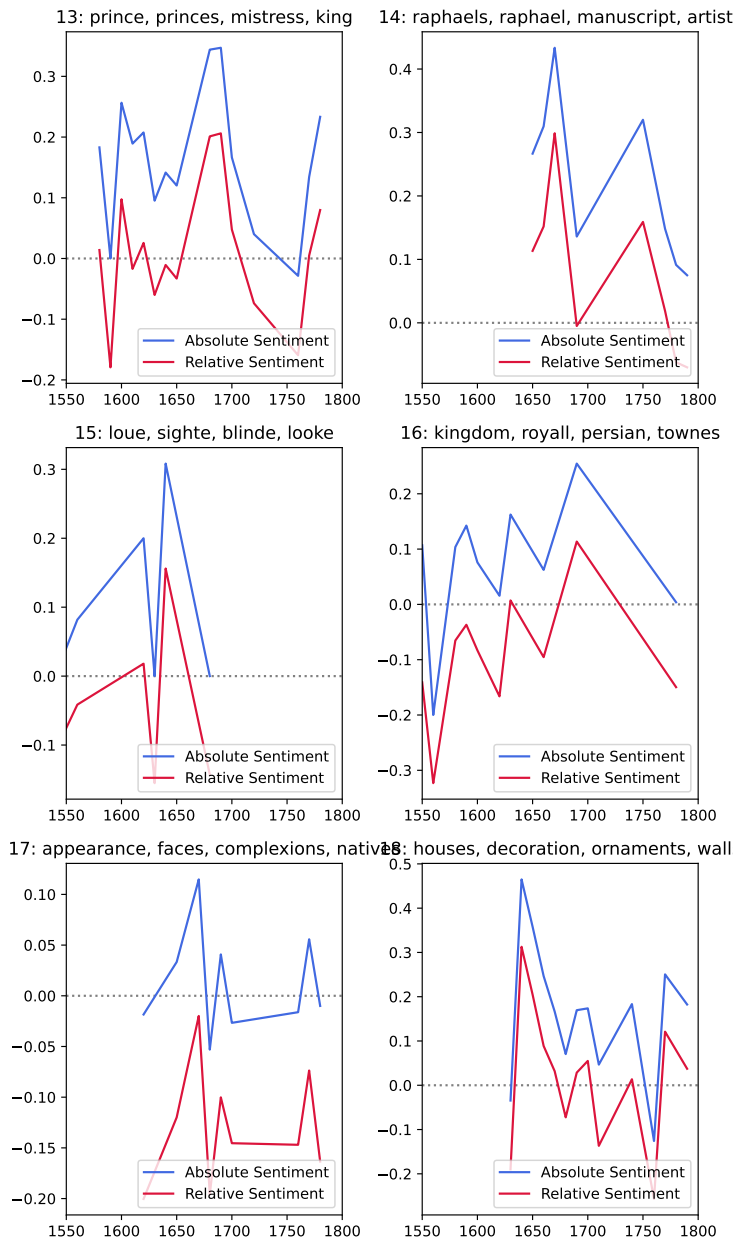 13: prince, princes, mistress, king
0.3
0.2
0.1
0.0
−0.1
−0.2
Absolute Sentiment
Relative Sentiment
1550 1600 1650 1700 1750 1800
14: raphaels, raphael, manuscript, artist
0.4
0.3
0.2
0.1
0.0
Absolute Sentiment
Relative Sentiment
1550 1600 1650 1700 1750 1800
15: loue, sighte, blinde, looke
0.3
0.2
0.1
0.0
−0.1
Absolute Sentiment
Relative Sentiment
1550 1600 1650 1700 1750 1800
16: kingdom, royall, persian, townes
0.2
0.1
0.0
−0.1
−0.2
−0.3
Absolute Sentiment
Relative Sentiment
1550 1600 1650 1700 1750 1800
17: appearance, faces, complexions, natives
0.10
0.05
0.00
−0.05
−0.10
−0.15
−0.20
Absolute Sentiment
Relative Sentiment
1550 1600 1650 1700 1750 1800
18: houses, decoration, ornaments, wall
0.5
0.4
0.3
0.2
0.1
0.0
−0.1
−0.2
Absolute Sentiment
Relative Sentiment
1550 1600 1650 1700 1750 1800